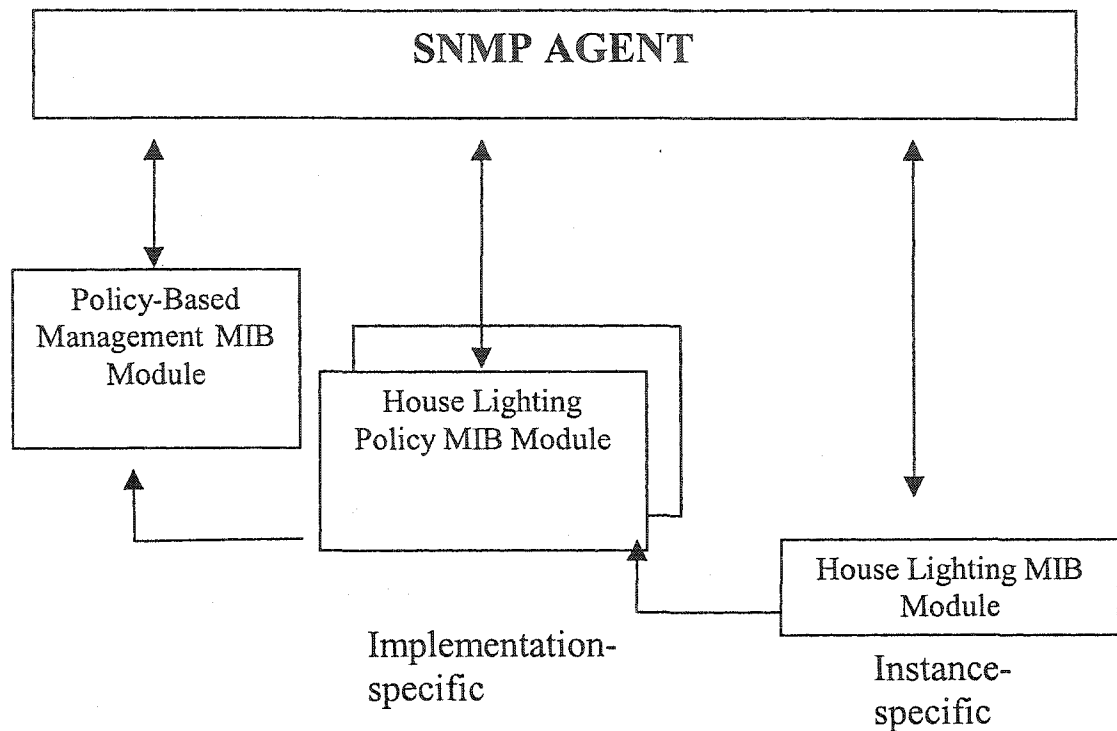 SNMP AGENT
Policy-Based
Management MIB
Module
House Lighting
Policy MIB Module
House Lighting MIB
Module
Implementation-
specific
Instance-
specific